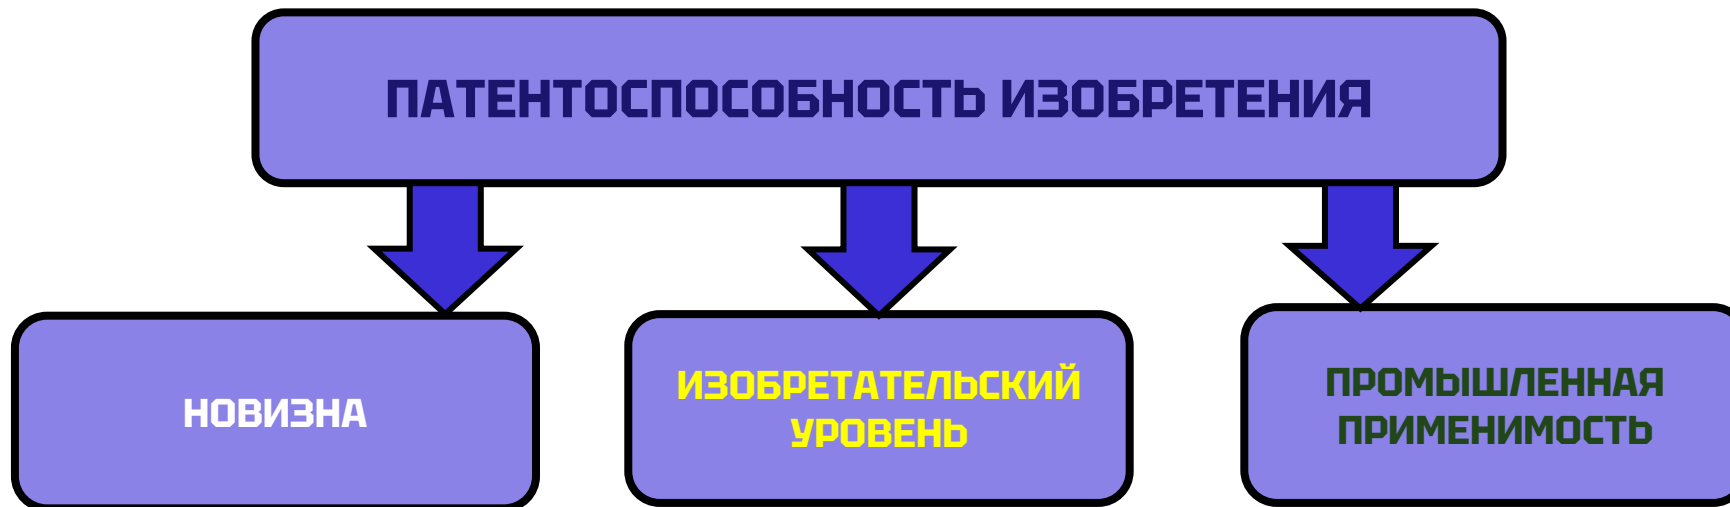 ПАТЕНТОСПОСОБНОСТЬ ИЗОБРЕТЕНИЯ
НОВИЗНА
ИЗОБРЕТАТЕЛЬСКИЙ
УРОВЕНЬ
ПРОМЫШЛЕННАЯ
ПРИМЕНИМОСТЬ